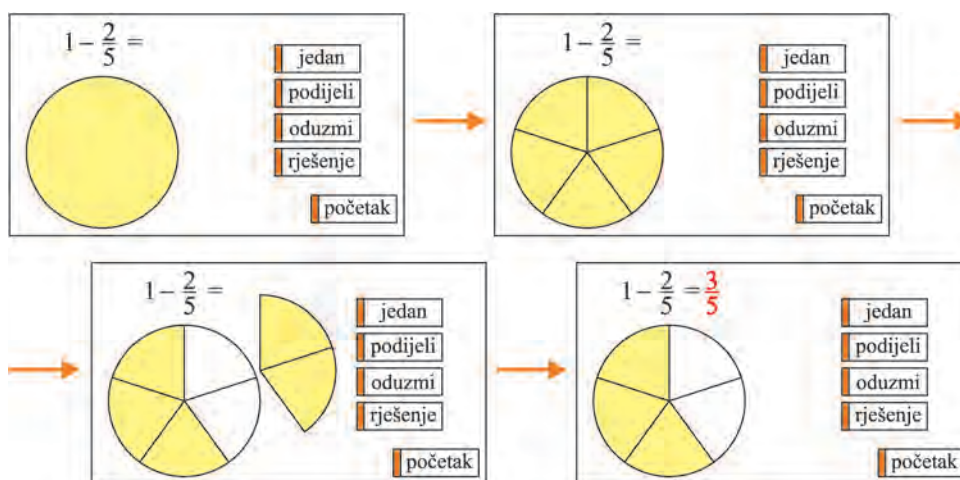 1 − 2/5 =
jedan
podijeli
oduzmi
rješenje
početak
1 − 2/5 =
jedan
podijeli
oduzmi
rješenje
početak
1 − 2/5 =
jedan
podijeli
oduzmi
rješenje
početak
1 − 2/5 = 3/5
jedan
podijeli
oduzmi
rješenje
početak